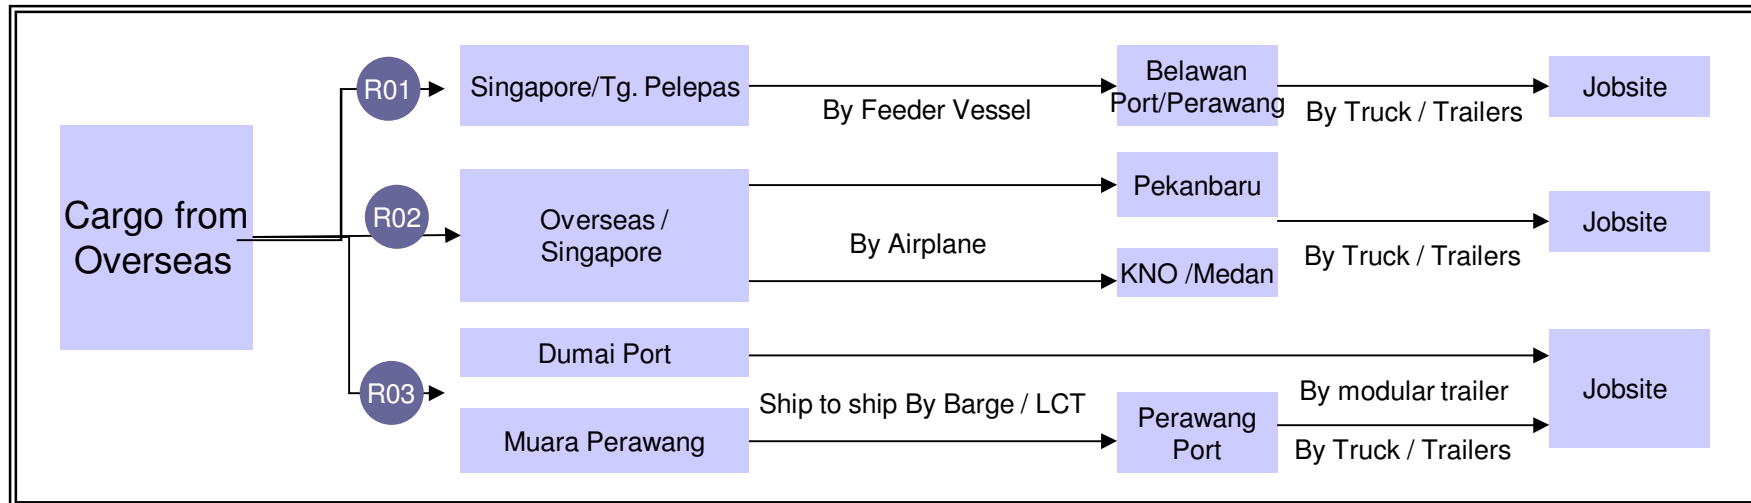 Cargo from
Overseas
R01
Singapore/Tg. Pelepas
By Feeder Vessel
Belawan
Port/Perawang
By Truck / Trailers
Jobsite
R02
Overseas /
Singapore
By Airplane
Pekanbaru
KNO /Medan
By Truck / Trailers
Jobsite
R03
Dumai Port
Muara Perawang
Ship to ship By Barge / LCT
Perawang
Port
By modular trailer
By Truck / Trailers
Jobsite